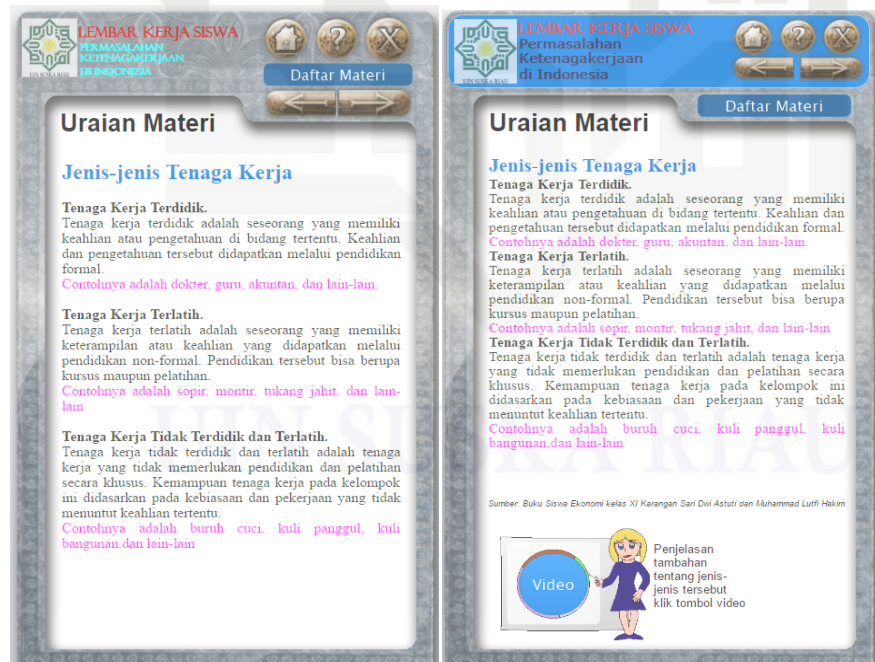 LEMBAR KERJA SISWA
PERMASALAHAN
KETENAGAKERJAAN
DI INDONESIA
UIN SUSKA RIAU
?
X
Daftar Materi
Uraian Materi
Jenis-jenis Tenaga Kerja
Tenaga Kerja Terdidik.
Tenaga kerja terdidik adalah seseorang yang memiliki
keahlian atau pengetahuan di bidang tertentu. Keahlian
dan pengetahuan tersebut didapatkan melalui pendidikan
formal.
Contohnya adalah dokter, guru, akuntan, dan lain-lain.
Tenaga Kerja Terlatih.
Tenaga kerja terlatih adalah seseorang yang memiliki
keterampilan atau keahlian yang didapatkan melalui
pendidikan non-formal. Pendidikan tersebut bisa berupa
kursus maupun pelatihan.
Contohnya adalah sopir, montir, tukang jahit, dan lain-
lain
Tenaga Kerja Tidak Terdidik dan Terlatih.
Tenaga kerja tidak terdidik dan terlatih adalah tenaga
kerja yang tidak memerlukan pendidikan dan pelatihan
secara khusus. Kemampuan tenaga kerja pada kelompok
ini didasarkan pada kebiasaan dan pekerjaan yang tidak
menuntut keahlian tertentu.
Contohnya adalah buruh cuci, kuli panggul, kuli
bangunan,dan lain-lain
LEMBAR KERJA SISWA
Permasalahan
Ketenagakerjaan
di Indonesia
UIN SUSKA RIAU
?
X
Daftar Materi
Uraian Materi
Jenis-jenis Tenaga Kerja
Tenaga Kerja Terdidik.
Tenaga kerja terdidik adalah seseorang yang memiliki
keahlian atau pengetahuan di bidang tertentu. Keahlian dan
pengetahuan tersebut didapatkan melalui pendidikan formal.
Contohnya adalah dokter, guru, akuntan, dan lain-lain.
Tenaga Kerja Terlatih.
Tenaga kerja terlatih adalah seseorang yang memiliki
keterampilan atau keahlian yang didapatkan melalui
pendidikan non-formal. Pendidikan tersebut bisa berupa
kursus maupun pelatihan.
Contohnya adalah sopir, montir, tukang jahit, dan lain-lain
Tenaga Kerja Tidak Terdidik dan Terlatih.
Tenaga kerja tidak terdidik dan terlatih adalah tenaga kerja
yang tidak memerlukan pendidikan dan pelatihan secara
khusus. Kemampuan tenaga kerja pada kelompok ini
didasarkan pada kebiasaan dan pekerjaan yang tidak
menuntut keahlian tertentu.
Contohnya adalah buruh cuci, kuli panggul, kuli
bangunan,dan lain-lain
Sumber: Buku Siswa Ekonomi kelas XI Karangan Sari Dwi Astuti dan Muhammad Lutfi Hakim
Video
Penjelasan
tambahan
tentang jenis-
jenis tersebut
klik tombol video
UIN SUSKA RIAU